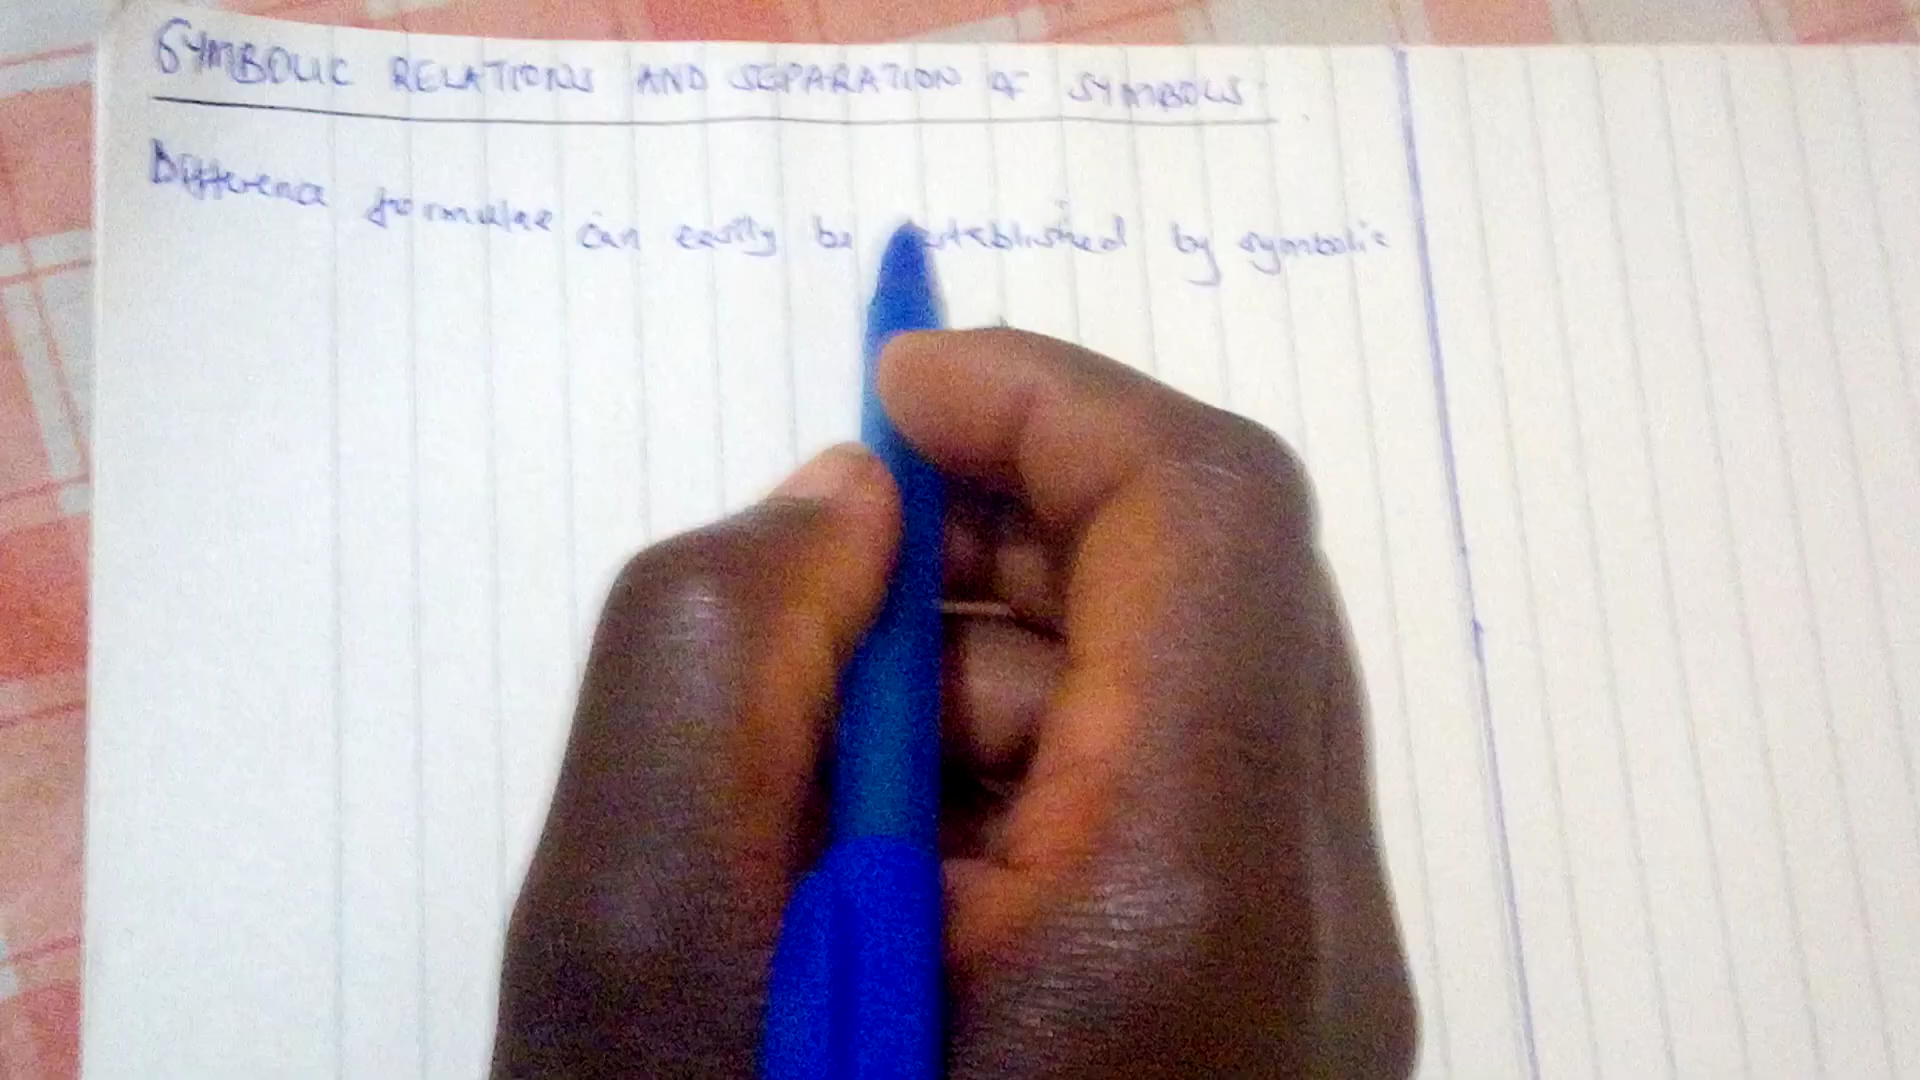 SYMBOLIC RELATIONS AND SEPARATION OF SYMBOLS
Difference formulae can easily be established by symbolic